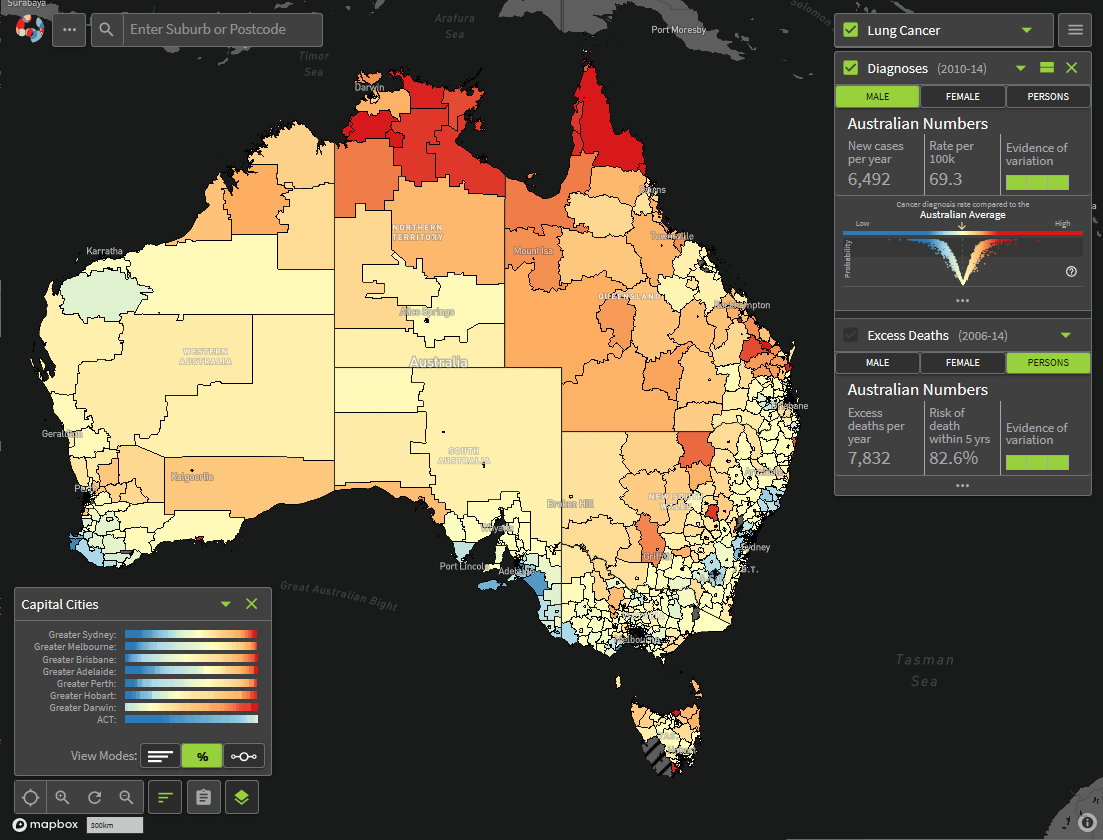 Surabaya
Enter Suburb or Postcode
Arafura
Sea
Port Moresby
Solomon
Timor
Sea
Darwin
Cairns
Karratha
NORTHERN
TERRITORY
Mount Isa
Townsville
QUEENSLAND
Rockhampton
Alice Springs
WESTERN
AUSTRALIA
Australia
Brisbane
Geraldton
SOUTH
AUSTRALIA
Kalgoorlie
Perth
Broken Hill
NEW SOUTH
WALES
Armidale
Whyalla
Port Lincoln
Adelaide
Griffith
Sydney
Great Australian Bight
Melbourne
Tasman
Sea
Lung Cancer
Diagnoses (2010-14)
MALE
FEMALE
PERSONS
Australian Numbers
New cases
per year
6,492
Rate per
100k
69.3
Evidence of
variation
Cancer diagnosis rate compared to the
Australian Average
Low
High
Probability
Excess Deaths (2006-14)
MALE
FEMALE
PERSONS
Australian Numbers
Excess
deaths per
year
7,832
Risk of
death
within 5 yrs
82.6%
Evidence of
variation
Capital Cities
Greater Sydney:
Greater Melbourne:
Greater Brisbane:
Greater Adelaide:
Greater Perth:
Greater Hobart:
Greater Darwin:
ACT:
View Modes:
%
mapbox
300km